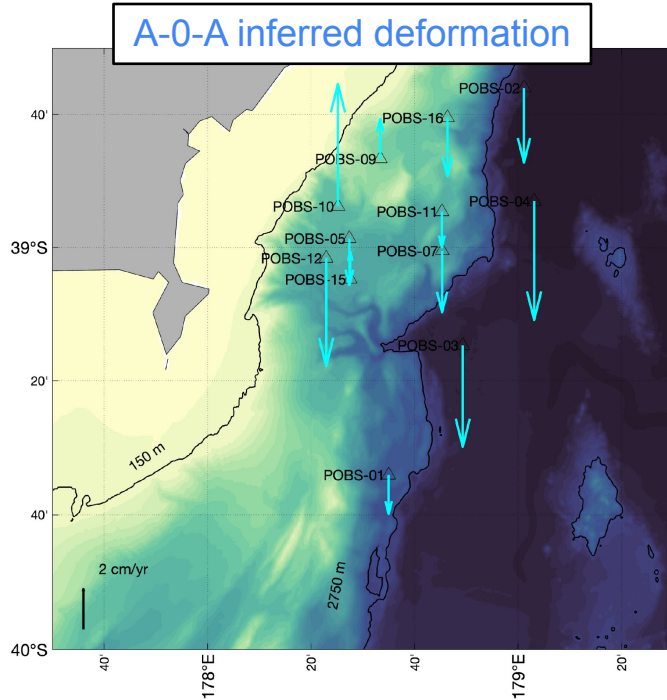 A-0-A inferred deformation
40'
POBS-02
POBS-16
POBS-09
POBS-10
POBS-04
POBS-11
39°S
POBS-05
POBS-12
POBS-07
POBS-15
POBS-03
20'
150 m
POBS-01
40'
2 cm/yr
2750 m
40°S
40'
178°E
20'
40'
179°E
20'